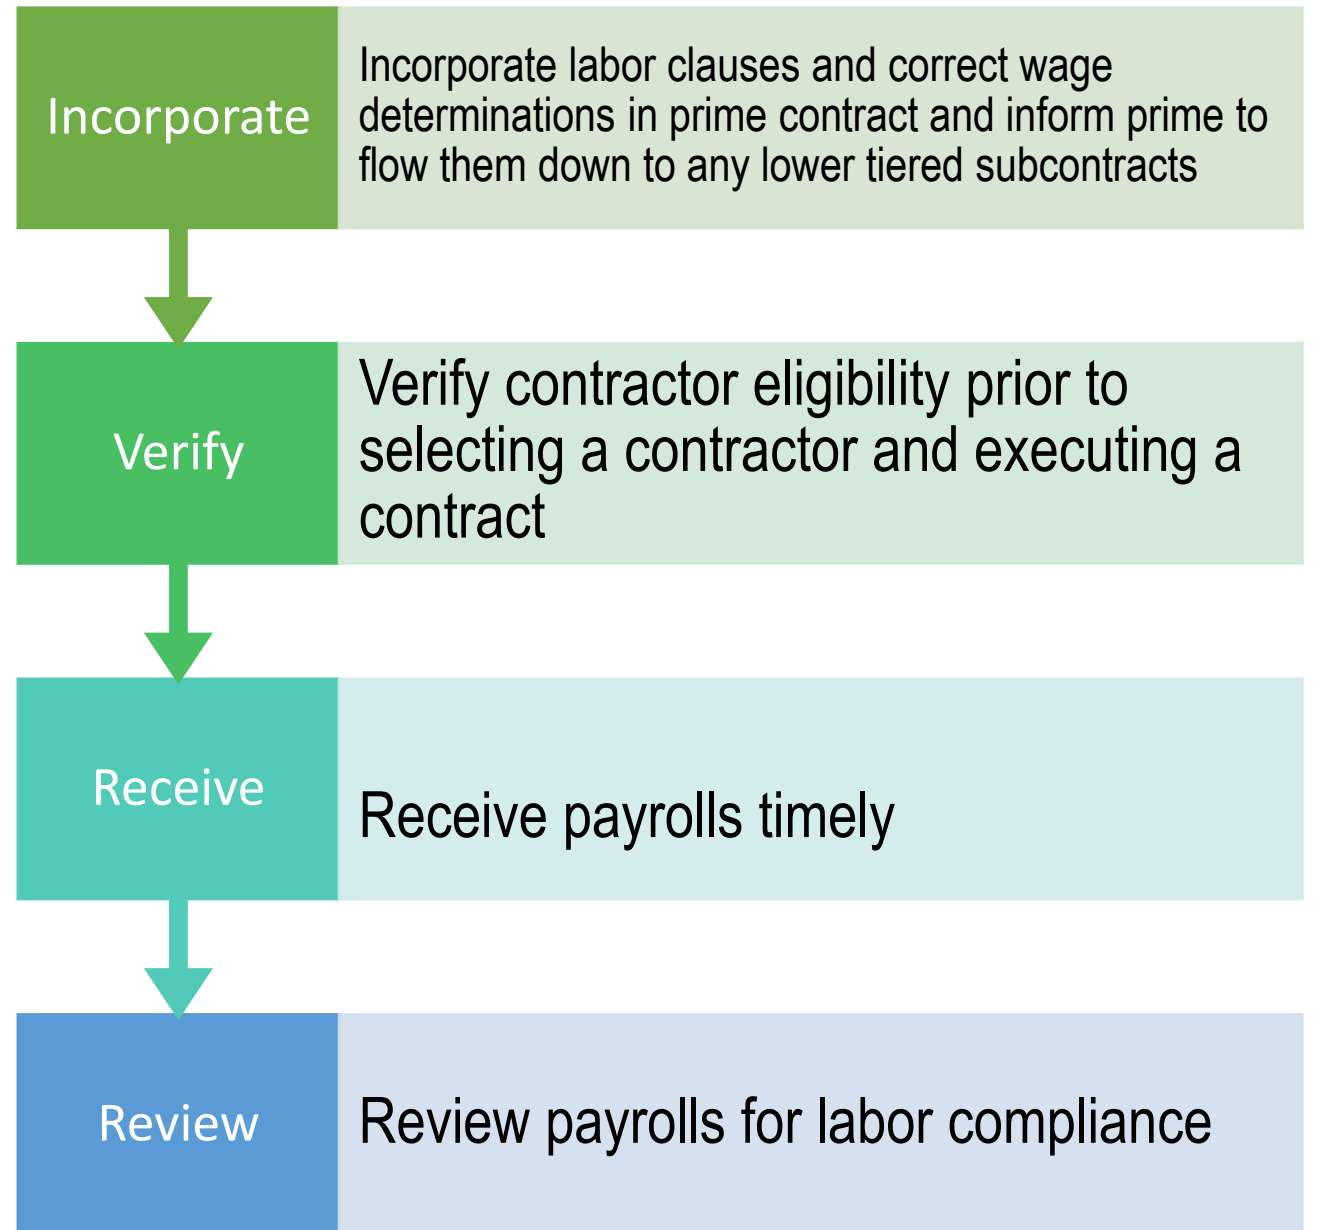 Incorporate
Incorporate labor clauses and correct wage
determinations in prime contract and inform prime to
flow them down to any lower tiered subcontracts
Verify
Verify contractor eligibility prior to
selecting a contractor and executing a
contract
Receive
Receive payrolls timely
Review
Review payrolls for labor compliance